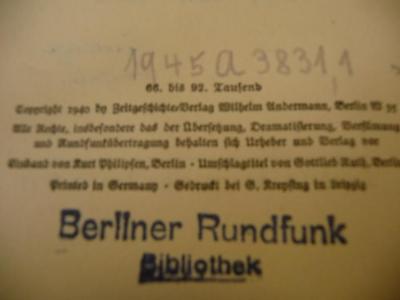 1945 A 3831,1
66. bis 92. Tausend
Copyright 1940 by Zeitgeschichte-Verlag Wilhelm Andermann, Berlin W 35
Alle Rechte, insbesondere das der Übersetzung, Dramatisierung, Verfilmung
und Rundfunkübertragung behalten sich Urheber und Verlag vor
Einband von Kurt Philipsen, Berlin - Umschlagtitel von Gottlieb Ruth, Berlin
Printed in Germany - Gedruckt bei G. Kreysing in Leipzig
Berliner Rundfunk
Bibliothek